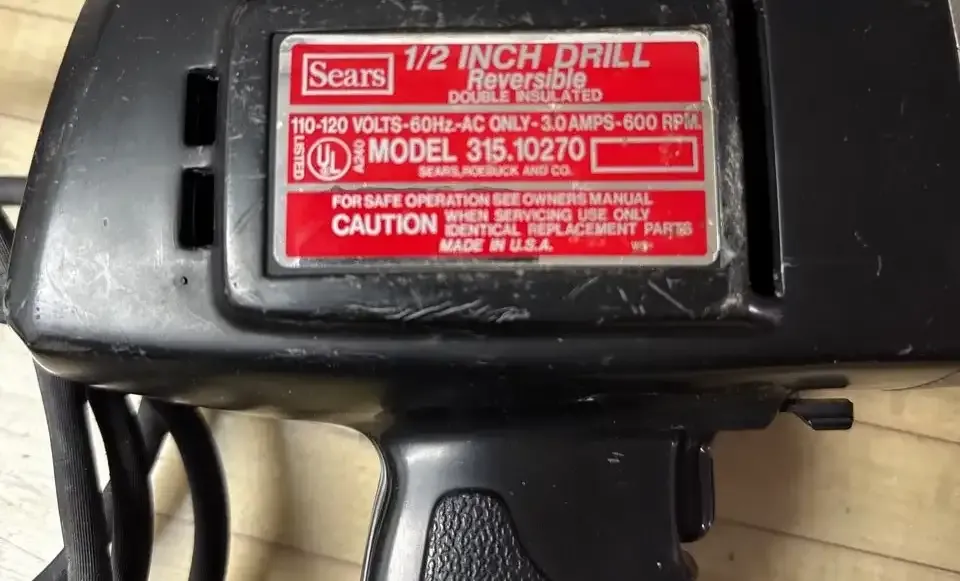 Sears
1/2 INCH DRILL
Reversible
DOUBLE INSULATED
110-120 VOLTS-60Hz.-AC ONLY-3.0 AMPS-600 RPM.
LISTED
UL
A260
MODEL 315.10270
SEARS, ROEBUCK AND CO.
FOR SAFE OPERATION SEE OWNERS MANUAL
CAUTION
WHEN SERVICING USE ONLY
IDENTICAL REPLACEMENT PARTS
MADE IN U.S.A.